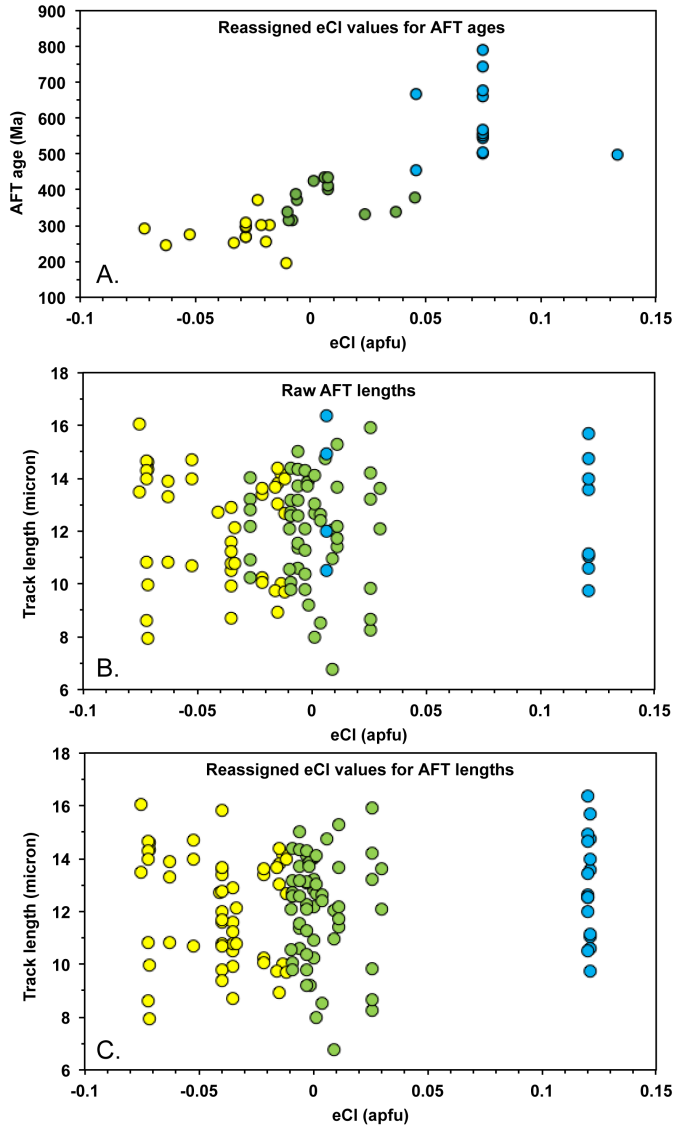 900
Reassigned eCl values for AFT ages
800
700
600
500
400
300
200
100
AFT age (Ma)
A.
-0.1 -0.05 0 0.05 0.1 0.15
eCl (apfu)
18
Raw AFT lengths
16
14
12
10
8
6
Track length (micron)
B.
-0.1 -0.05 0 0.05 0.1 0.15
eCl (apfu)
18
Reassigned eCl values for AFT lengths
16
14
12
10
8
6
Track length (micron)
C.
-0.1 -0.05 0 0.05 0.1 0.15
eCl (apfu)